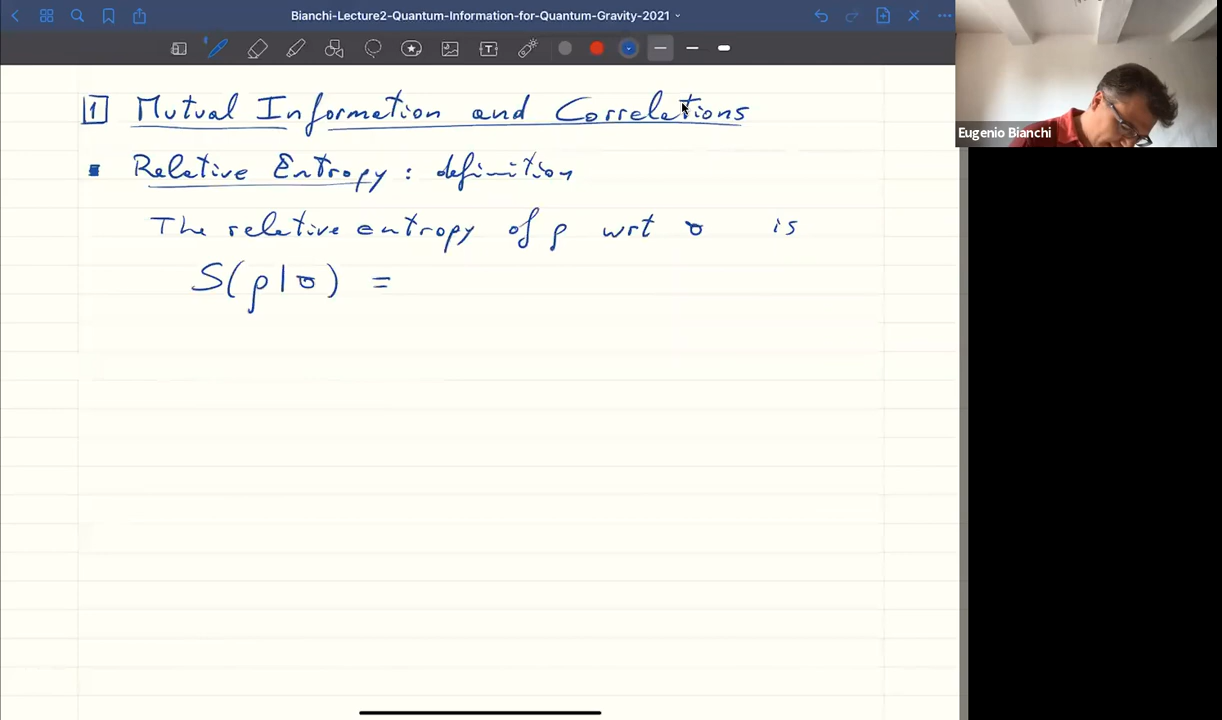 Bianchi-Lecture2-Quantum-Information-for-Quantum-Gravity-2021
Eugenio Bianchi
1 Mutual Information and Correlations
Relative Entropy: definition
The relative entropy of ρ wrt σ is
S(ρ|σ) =